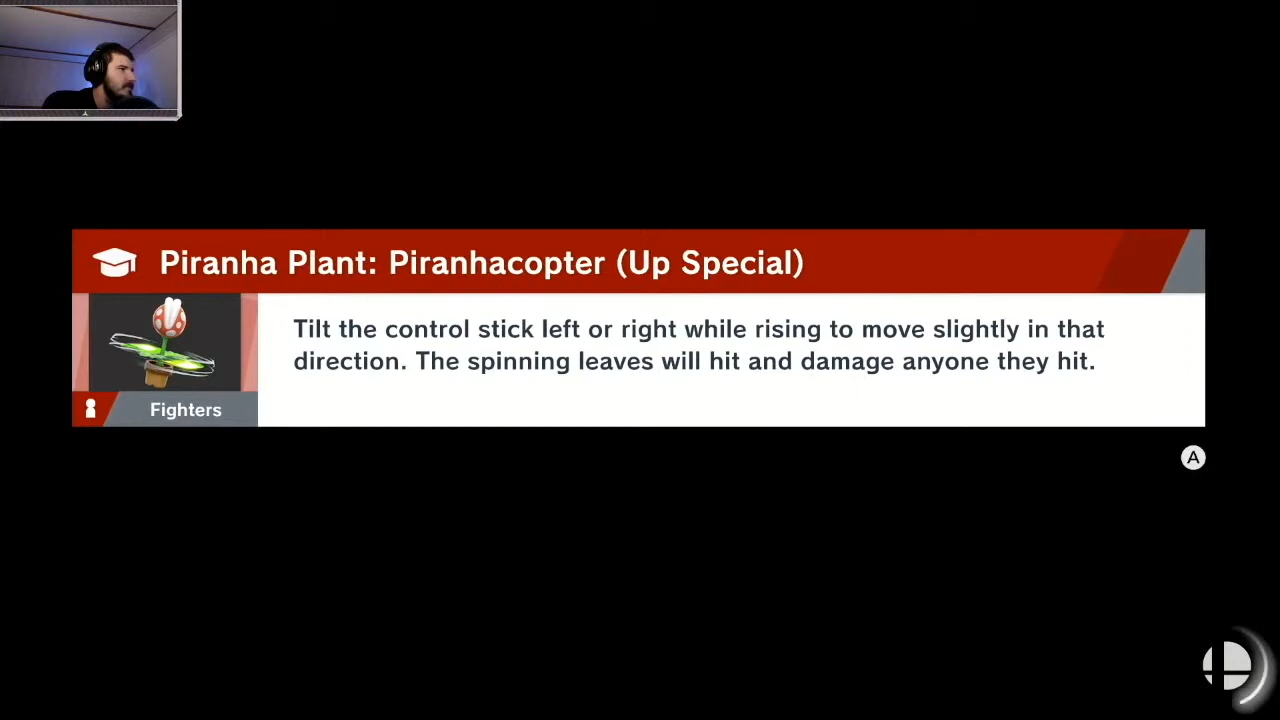 Piranha Plant: Piranhacopter (Up Special)
Tilt the control stick left or right while rising to move slightly in that
direction. The spinning leaves will hit and damage anyone they hit.
Fighters
A